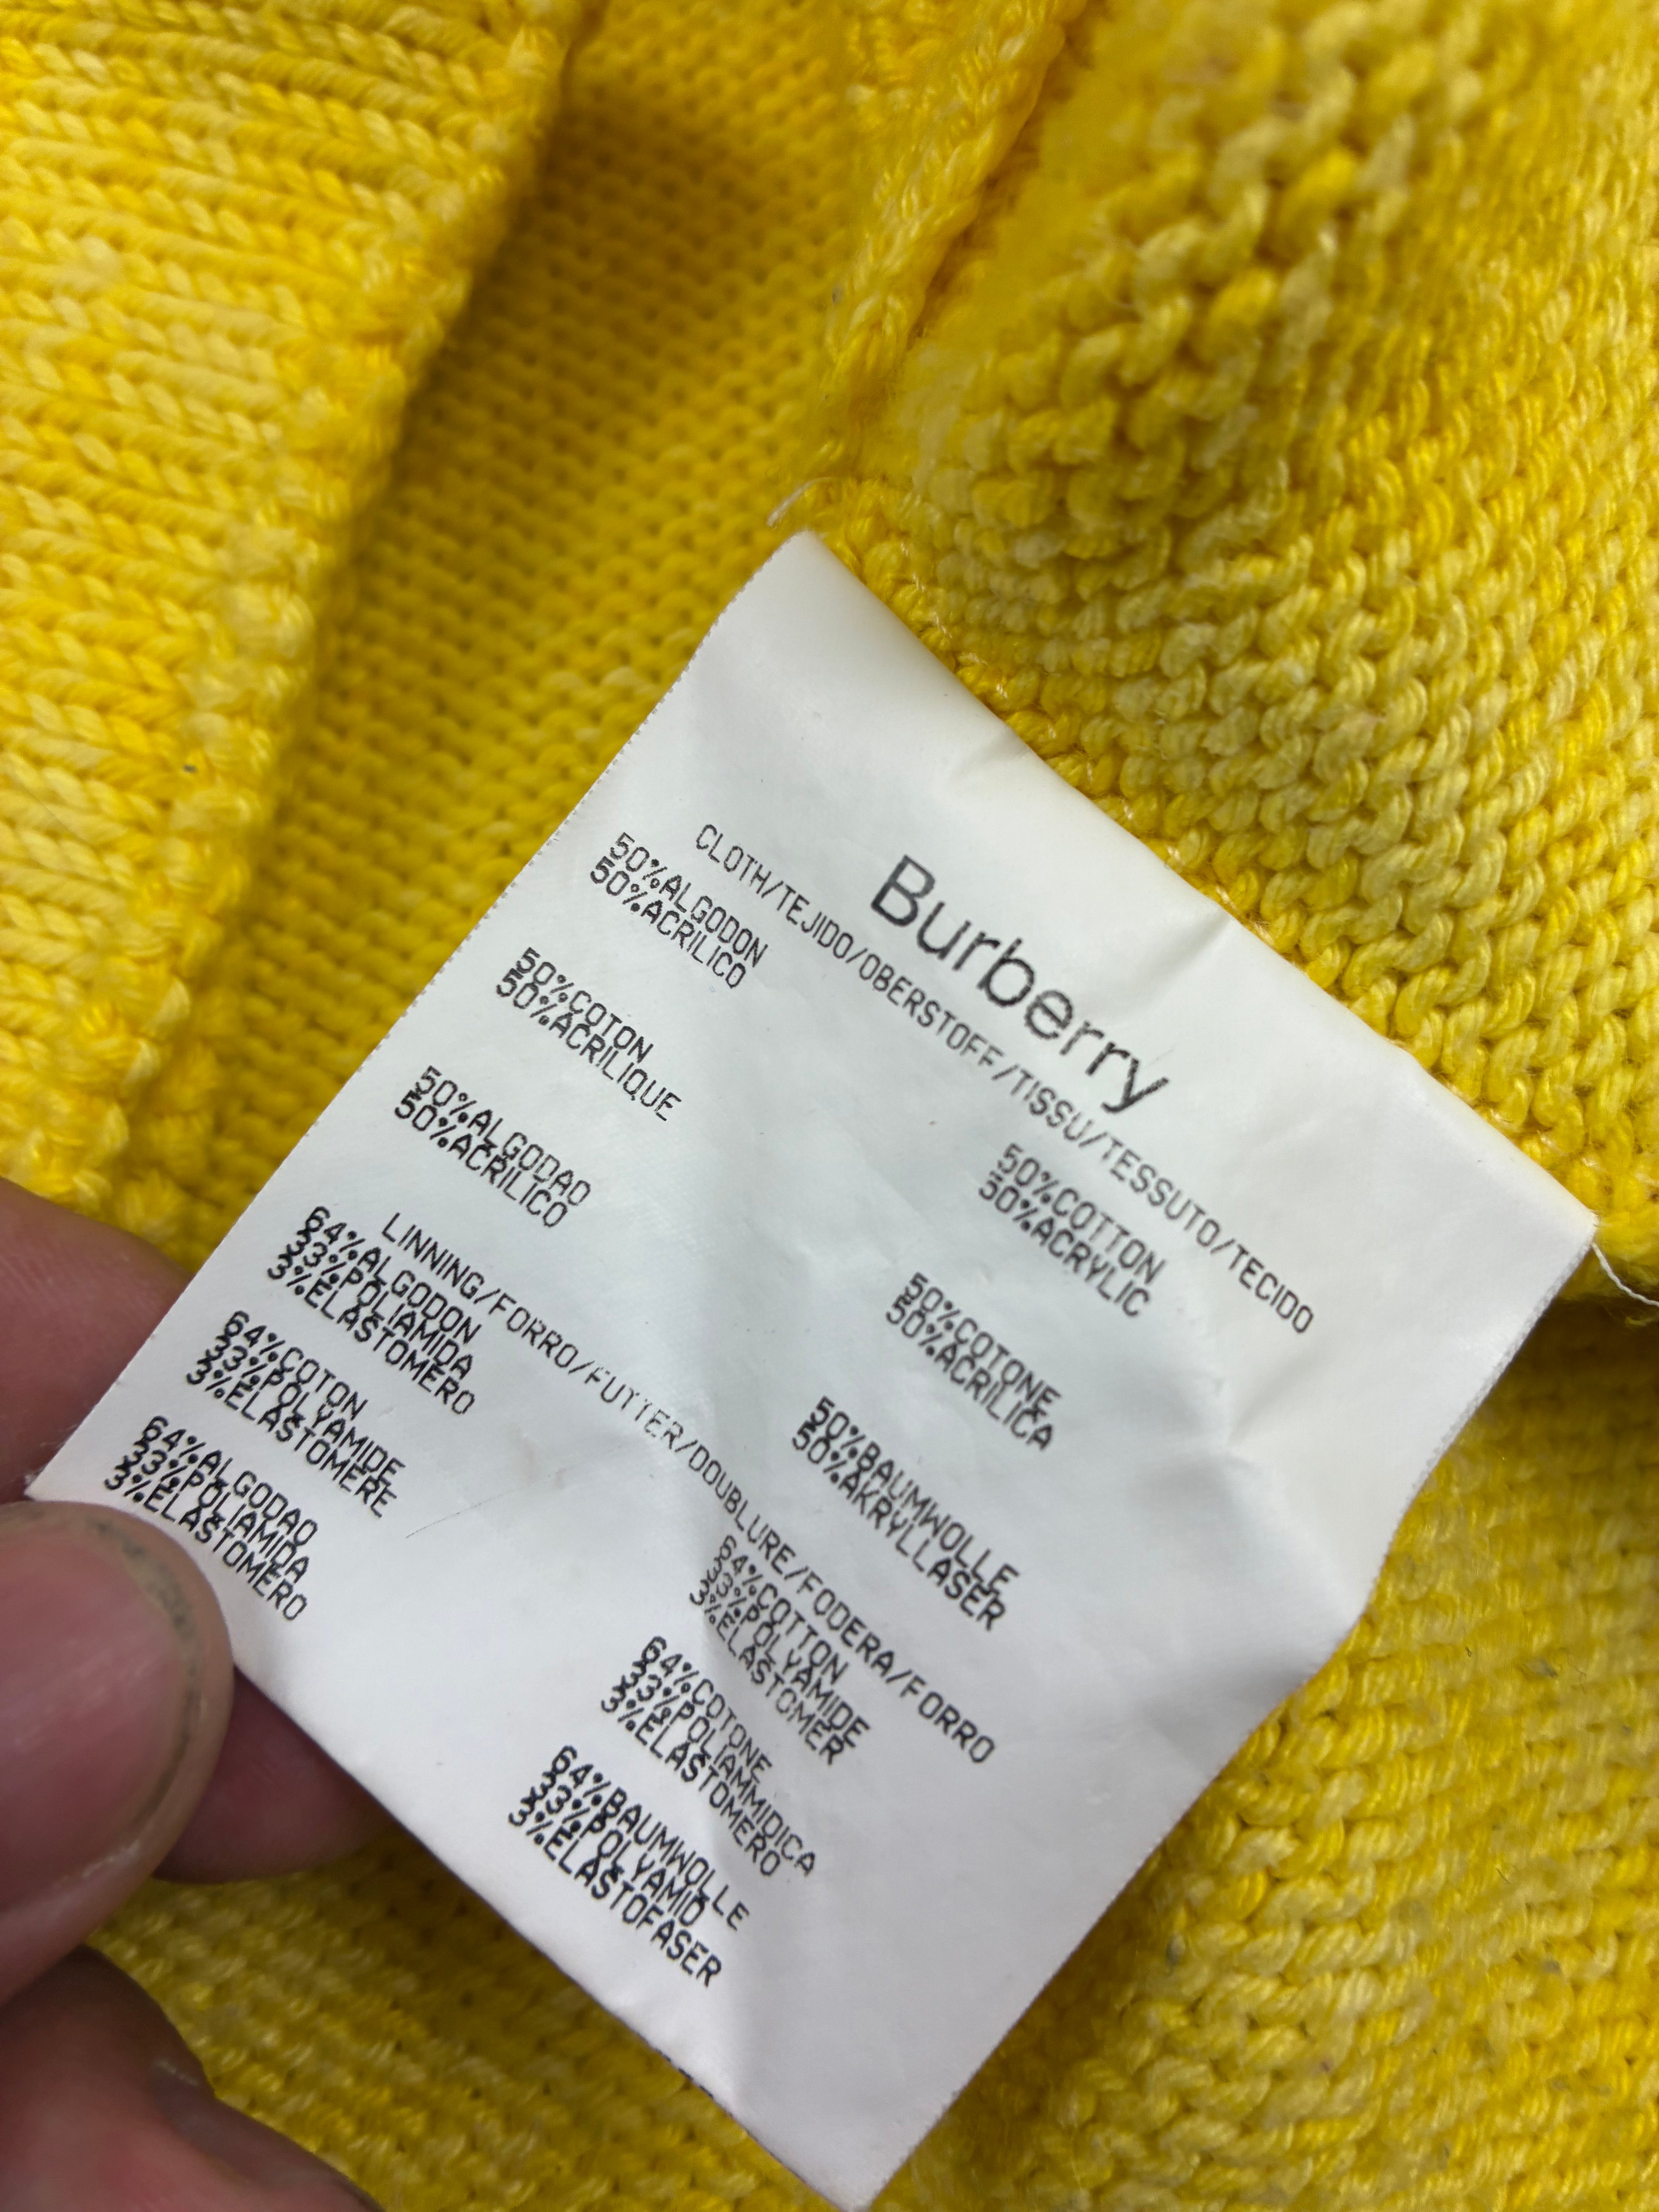 Burberry
CLOTH/TEJIDO/OBERSTOFF/TISSU/TESSUTO/TECIDO
50%ALGODON
50%ACRILICO
50%COTTON
50%ACRYLIC
50%COTON
50%ACRILIQUE
50%COTONE
50%ACRILICA
50%ALGODAO
50%ACRILICO
50%BAUMWOLLE
50%AKRYLLASER
LINNING/FORRO/FUTTER/DOUBLURE/FODERA/FORRO
64%ALGODON
33%POLIAMIDA
3%ELASTOMERO
64%COTTON
33%POLYAMIDE
3%ELASTOMER
64%COTON
33%POLYAMIDE
3%ELASTOMERE
64%COTONE
33%POLIAMMIDICA
3%ELASTOMERO
64%ALGODAO
33%POLIAMIDA
3%ELASTOMERO
64%BAUMWOLLE
33%POLYAMID
3%ELASTOFASER